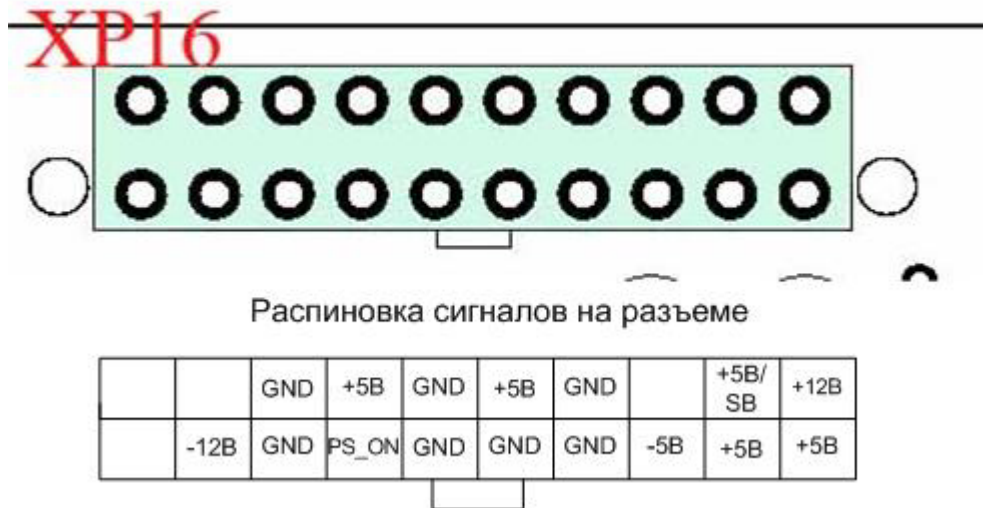 XP16
Распиновка сигналов на разъеме
GND +5В GND +5В GND +5В/ +12В
SB
-12В GND PS_ON GND GND GND -5В +5В +5В